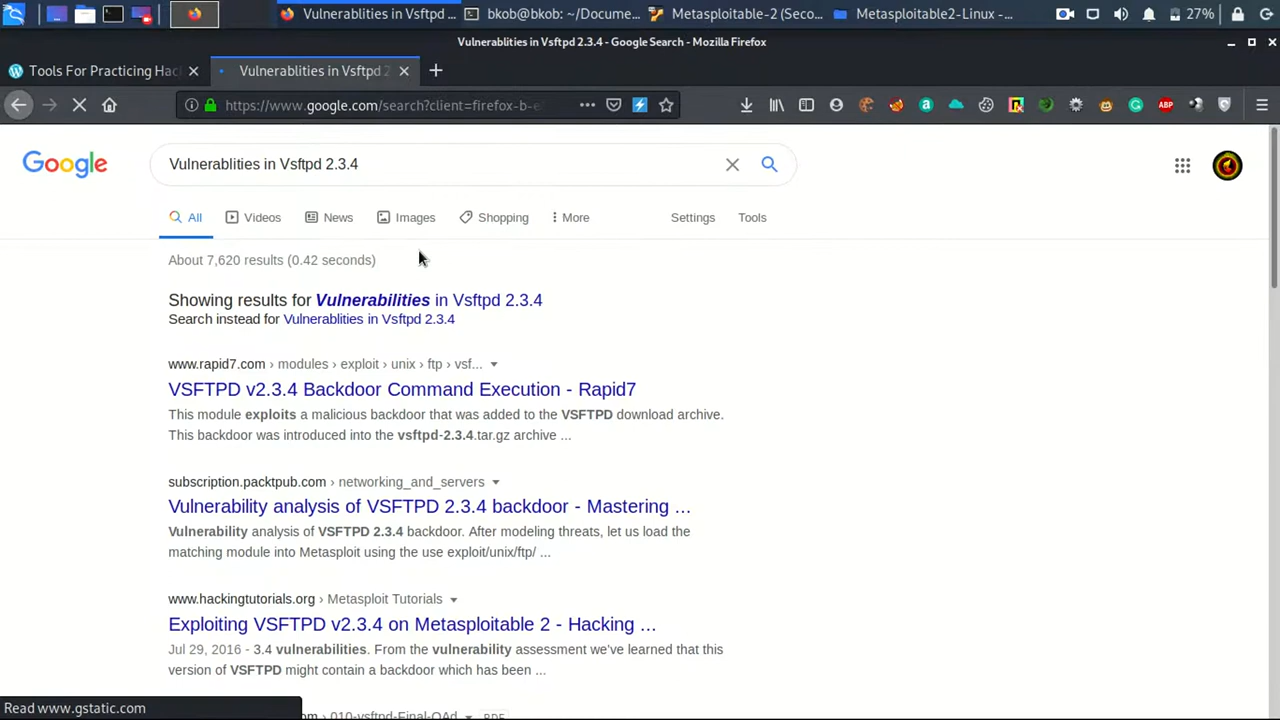 Vulnerablities in Vsftpd ...
bkob@bkob: ~/Docume...
Metasploitable-2 (Seco...
Metasploitable2-Linux - ...
27%
Vulnerablities in Vsftpd 2.3.4 - Google Search - Mozilla Firefox
Tools For Practicing Hac
Vulnerablities in Vsftpd 2
https://www.google.com/search?client=firefox-b-e
ABP
Google
Vulnerablities in Vsftpd 2.3.4
All
Videos
News
Images
Shopping
More
Settings
Tools
About 7,620 results (0.42 seconds)
Showing results for Vulnerabilities in Vsftpd 2.3.4
Search instead for Vulnerablities in Vsftpd 2.3.4
www.rapid7.com › modules › exploit › unix › ftp › vsf...
VSFTPD v2.3.4 Backdoor Command Execution - Rapid7
This module exploits a malicious backdoor that was added to the VSFTPD download archive.
This backdoor was introduced into the vsftpd-2.3.4.tar.gz archive ...
subscription.packtpub.com › networking_and_servers
Vulnerability analysis of VSFTPD 2.3.4 backdoor - Mastering ...
Vulnerability analysis of VSFTPD 2.3.4 backdoor. After modeling threats, let us load the
matching module into Metasploit using the use exploit/unix/ftp/ ...
www.hackingtutorials.org › Metasploit Tutorials
Exploiting VSFTPD v2.3.4 on Metasploitable 2 - Hacking ...
Jul 29, 2016 - 3.4 vulnerabilities. From the vulnerability assessment we've learned that this
version of VSFTPD might contain a backdoor which has been ...
Read www.gstatic.com
om › 010-vsftpd-Final-OAd PDF